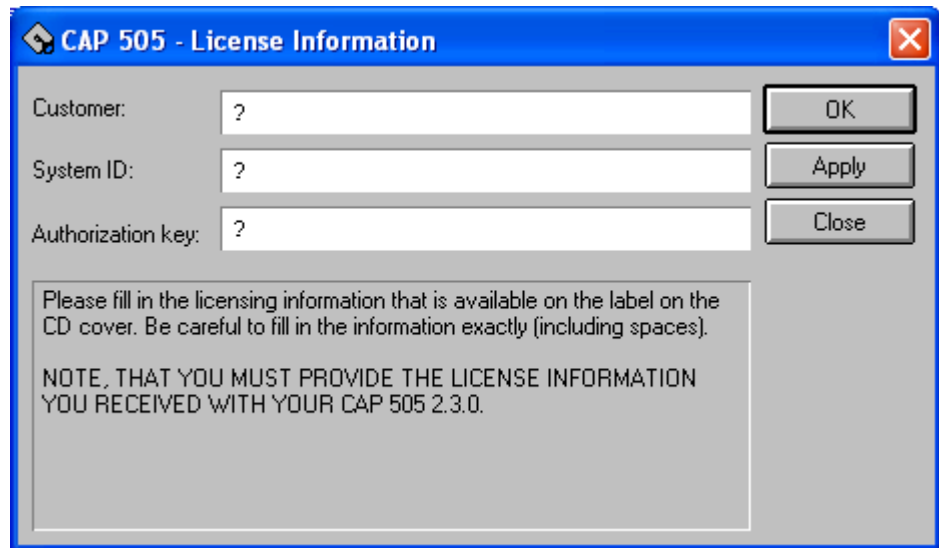 CAP 505 - License Information
Customer:
?
OK
System ID:
?
Apply
Authorization key:
?
Close
Please fill in the licensing information that is available on the label on the
CD cover. Be careful to fill in the information exactly (including spaces).
NOTE, THAT YOU MUST PROVIDE THE LICENSE INFORMATION
YOU RECEIVED WITH YOUR CAP 505 2.3.0.